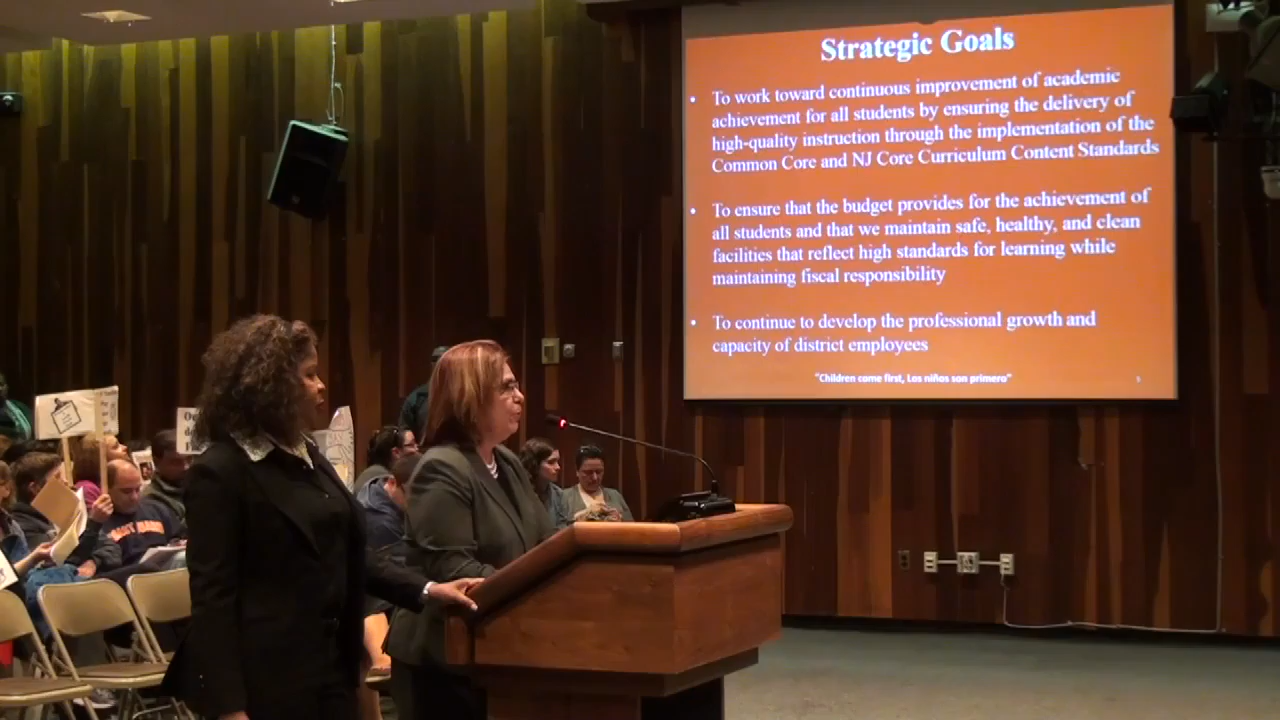 Strategic Goals
• To work toward continuous improvement of academic
achievement for all students by ensuring the delivery of
high-quality instruction through the implementation of the
Common Core and NJ Core Curriculum Content Standards
• To ensure that the budget provides for the achievement of
all students and that we maintain safe, healthy, and clean
facilities that reflect high standards for learning while
maintaining fiscal responsibility
• To continue to develop the professional growth and
capacity of district employees
"Children come first, Los niños son primero"